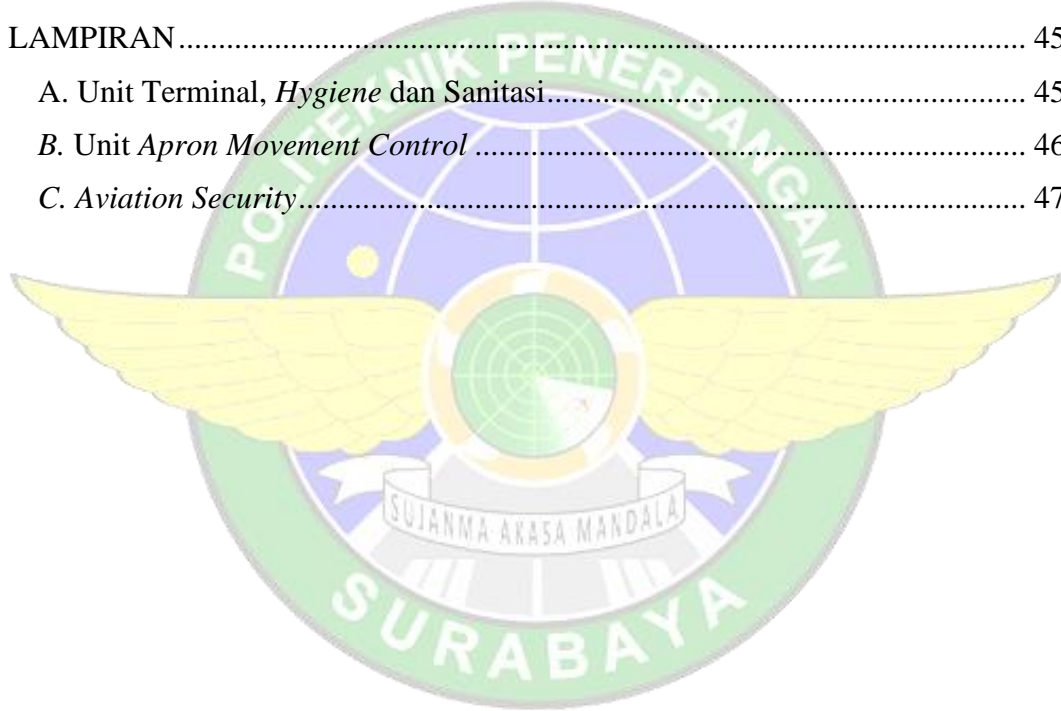 LAMPIRAN.......................................................................................................... 45
A. Unit Terminal, Hygiene dan Sanitasi............................................................ 45
B. Unit Apron Movement Control ..................................................................... 46
C. Aviation Security........................................................................................... 47
POLITEKNIK PENERBANGAN
SUJANMA AKASA MANDALA
SURABAYA